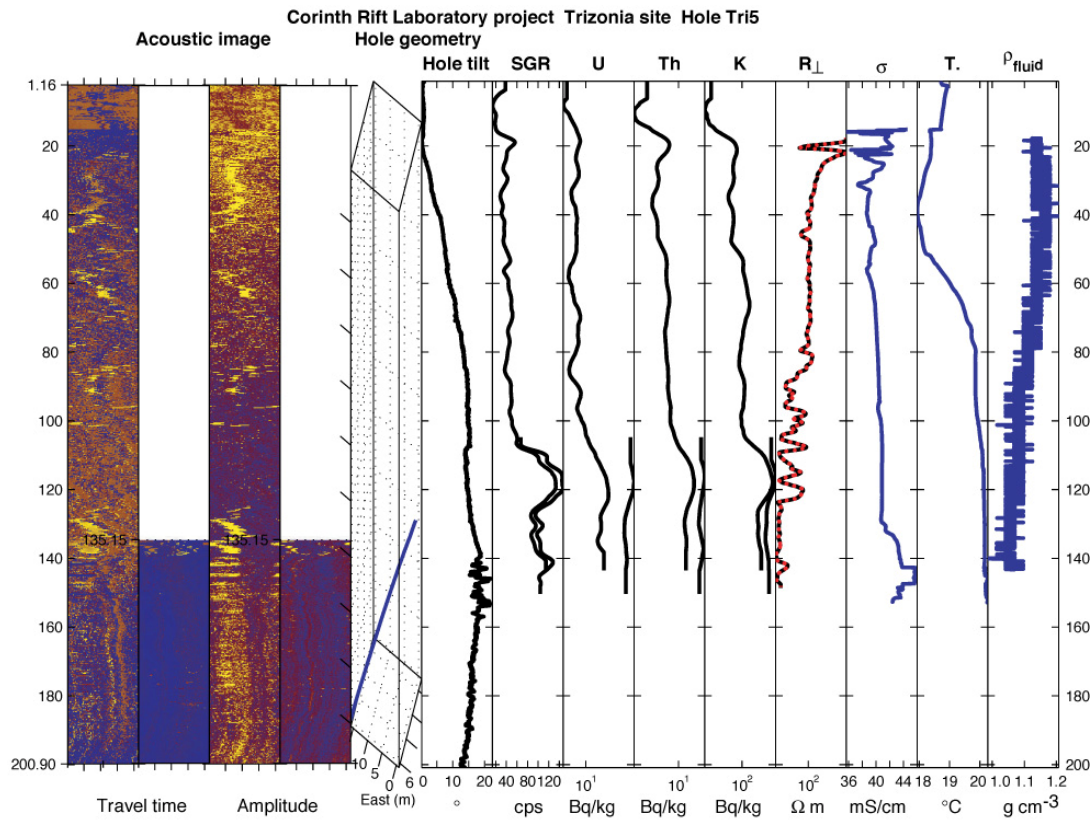 Corinth Rift Laboratory project Trizonia site Hole Tri5
Acoustic image
Hole geometry
Hole tilt SGR U Th K R⊥ σ T. ρfluid
1.16
20 20
40 40
60 60
80 80
100 100
120 120
135.15 135.15
140 140
160 160
180 180
200.90 200
10 5 0 6
East (m)
0 10 20 40 80 120 10¹ 10¹ 10² 10² 36 40 44 18 19 20 1.0 1.1 1.2
Travel time Amplitude ° cps Bq/kg Bq/kg Bq/kg Ω m mS/cm °C g cm-3